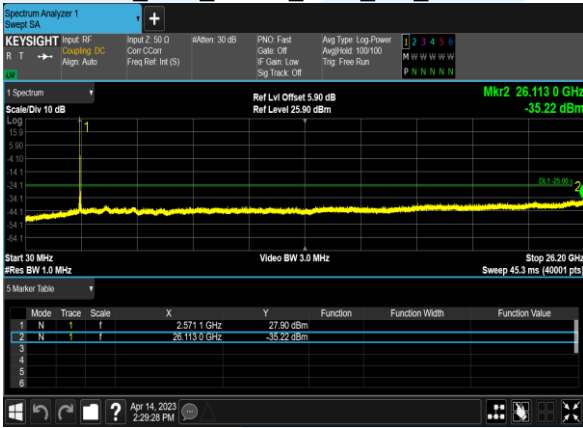 Spectrum Analyzer 1
Swept SA
+
KEYSIGHT
R T
LW
Input: RF
Coupling: DC
Align: Auto
Input Z: 50 Ω
Corr CCorr
Freq Ref: Int (S)
#Atten: 30 dB
PNO: Fast
Gate: Off
IF Gain: Low
Sig Track: Off
Avg Type: Log-Power
Avg|Hold: 100/100
Trig: Free Run
1 2 3 4 5 6
M W W W W W
P N N N N N
1 Spectrum
Scale/Div 10 dB
Ref Lvl Offset 5.90 dB
Ref Level 25.90 dBm
Mkr2 26.113 0 GHz
-35.22 dBm
Log
15.9
5.90
-4.10
-14.1
-24.1
-34.1
-44.1
-54.1
-64.1
1
DL1 -25.00
2
Start 30 MHz
#Res BW 1.0 MHz
Video BW 3.0 MHz
Stop 26.20 GHz
Sweep 45.3 ms (40001 pts)
5 Marker Table
Mode Trace Scale X Y Function Function Width Function Value
1 N 1 f 2.571 1 GHz 27.90 dBm
2 N 1 f 26.113 0 GHz -35.22 dBm
3
4
5
6
?
Apr 14, 2023
2:29:28 PM